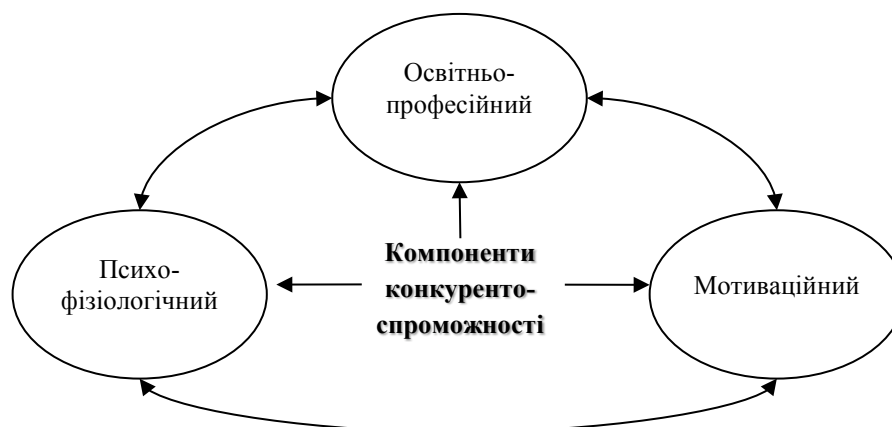 Освітньо-
професійний
Психо-
фізіологічний
Компоненти
конкуренто-
спроможності
Мотиваційний